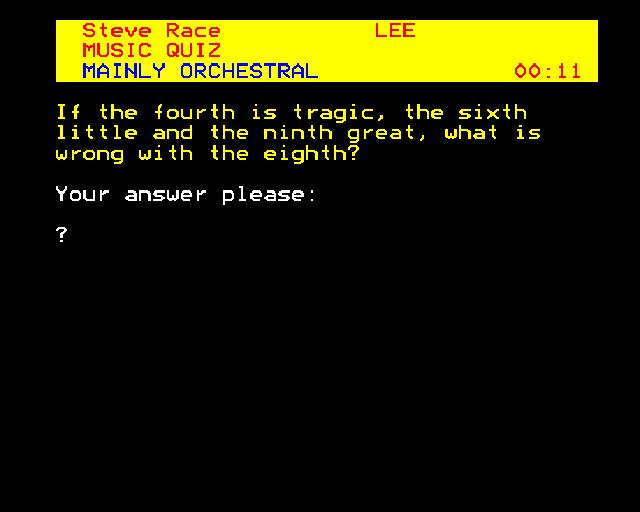 Steve Race LEE
MUSIC QUIZ
MAINLY ORCHESTRAL 00:11
If the fourth is tragic, the sixth
little and the ninth great, what is
wrong with the eighth?
Your answer please:
?